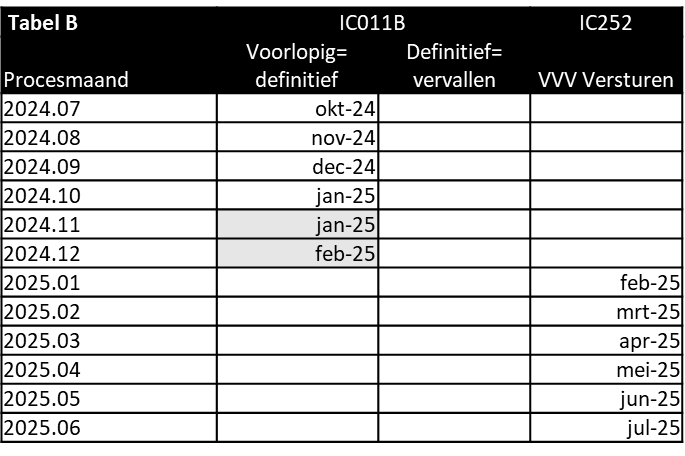 Tabel B IC011B IC252
Voorlopig= Definitief=
Procesmaand definitief vervallen VVV Versturen
2024.07 okt-24
2024.08 nov-24
2024.09 dec-24
2024.10 jan-25
2024.11 jan-25
2024.12 feb-25
2025.01 feb-25
2025.02 mrt-25
2025.03 apr-25
2025.04 mei-25
2025.05 jun-25
2025.06 jul-25